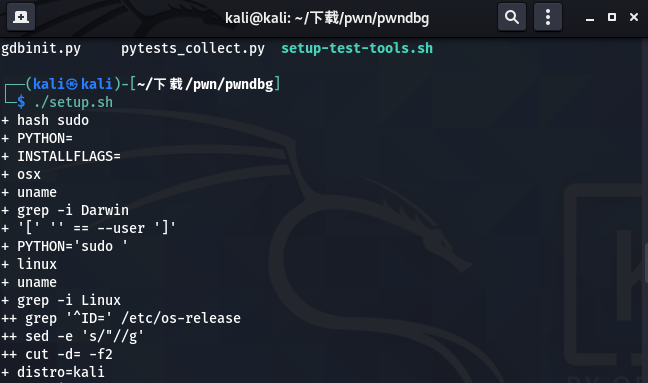 kali@kali: ~/下载/pwn/pwndbg
gdbinit.py     pytests_collect.py  setup-test-tools.sh
┌──(kali㉿kali)-[~/下载/pwn/pwndbg]
└─$ ./setup.sh
+ hash sudo
+ PYTHON=
+ INSTALLFLAGS=
+ osx
+ uname
+ grep -i Darwin
+ '[' '' == --user ']'
+ PYTHON='sudo '
+ linux
+ uname
+ grep -i Linux
++ grep '^ID=' /etc/os-release
++ sed -e 's/"//g'
++ cut -d= -f2
+ distro=kali